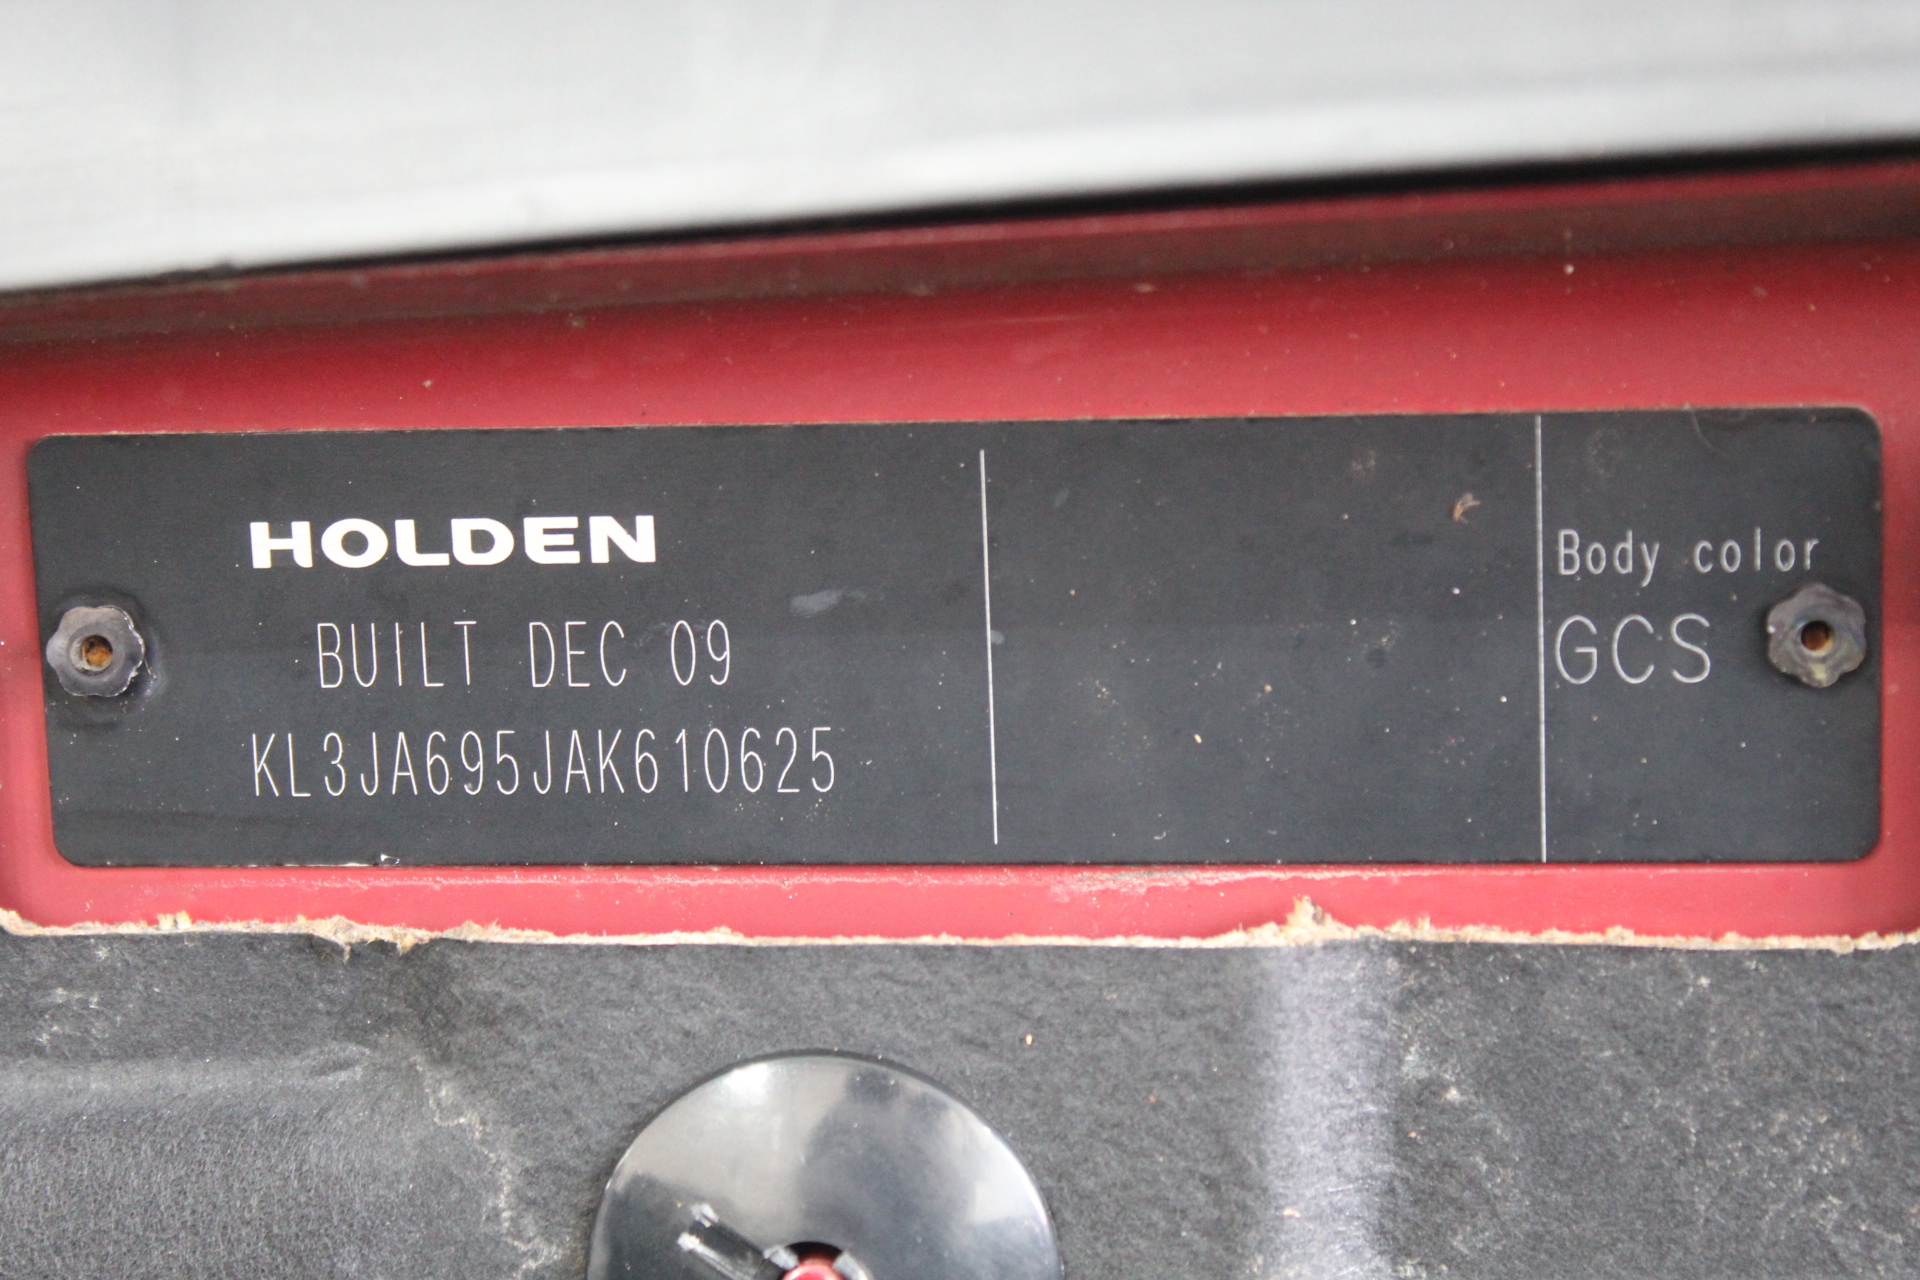 HOLDEN
BUILT DEC 09
KL3JA695JAK610625
Body color
GCS